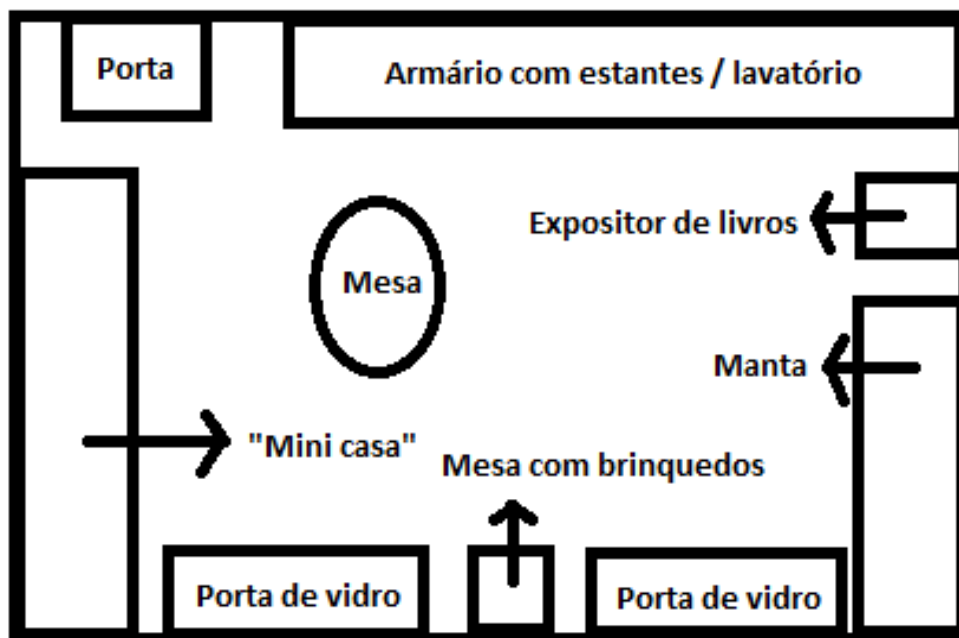 Porta
Armário com estantes / lavatório
Expositor de livros
Mesa
Manta
"Mini casa"
Mesa com brinquedos
Porta de vidro
Porta de vidro